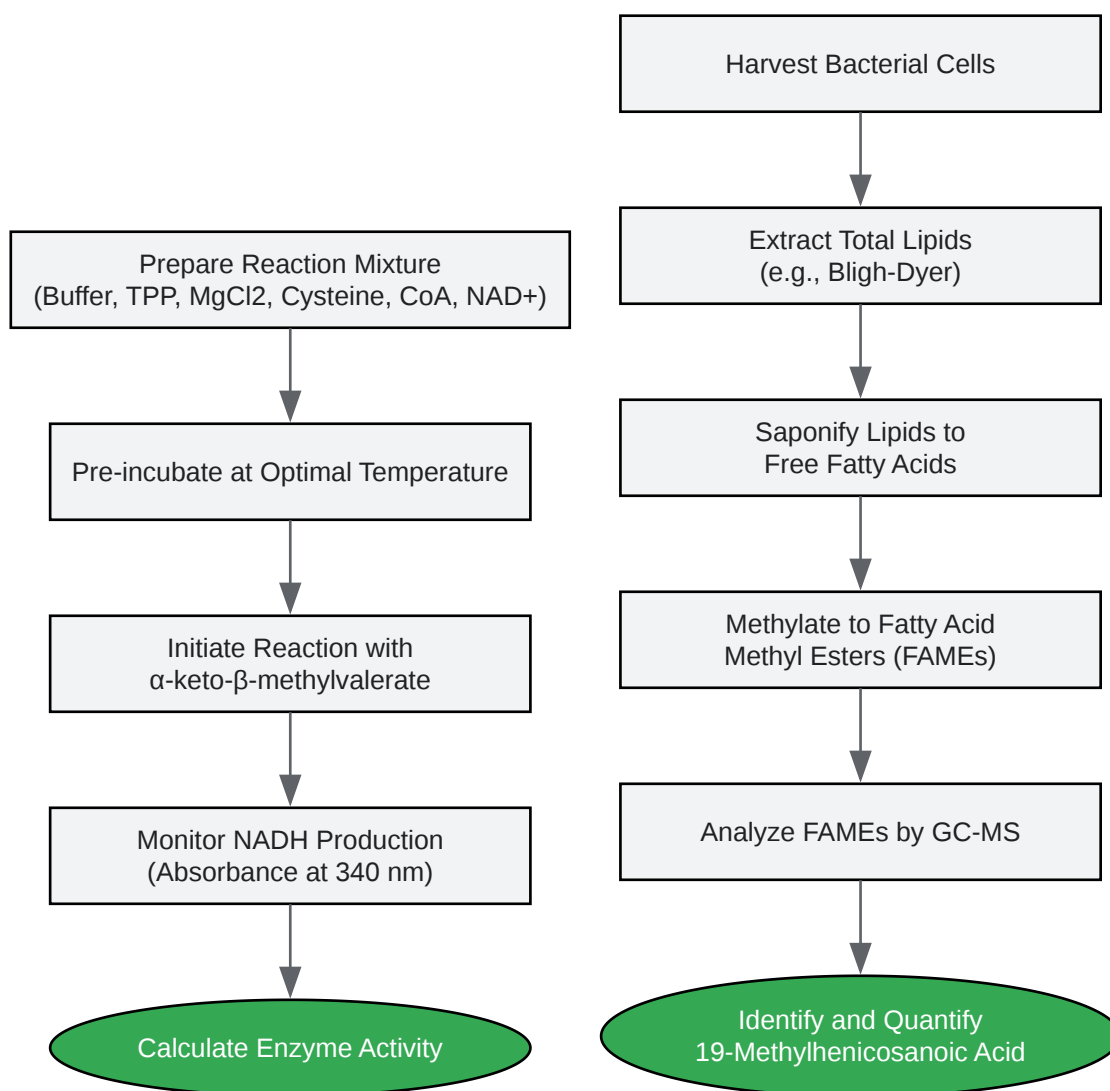 Prepare Reaction Mixture
(Buffer, TPP, MgCl2, Cysteine, CoA, NAD+)
Pre-incubate at Optimal Temperature
Initiate Reaction with
α-keto-β-methylvalerate
Monitor NADH Production
(Absorbance at 340 nm)
Calculate Enzyme Activity
Harvest Bacterial Cells
Extract Total Lipids
(e.g., Bligh-Dyer)
Saponify Lipids to
Free Fatty Acids
Methylate to Fatty Acid
Methyl Esters (FAMEs)
Analyze FAMEs by GC-MS
Identify and Quantify
19-Methylhenicosanoic Acid